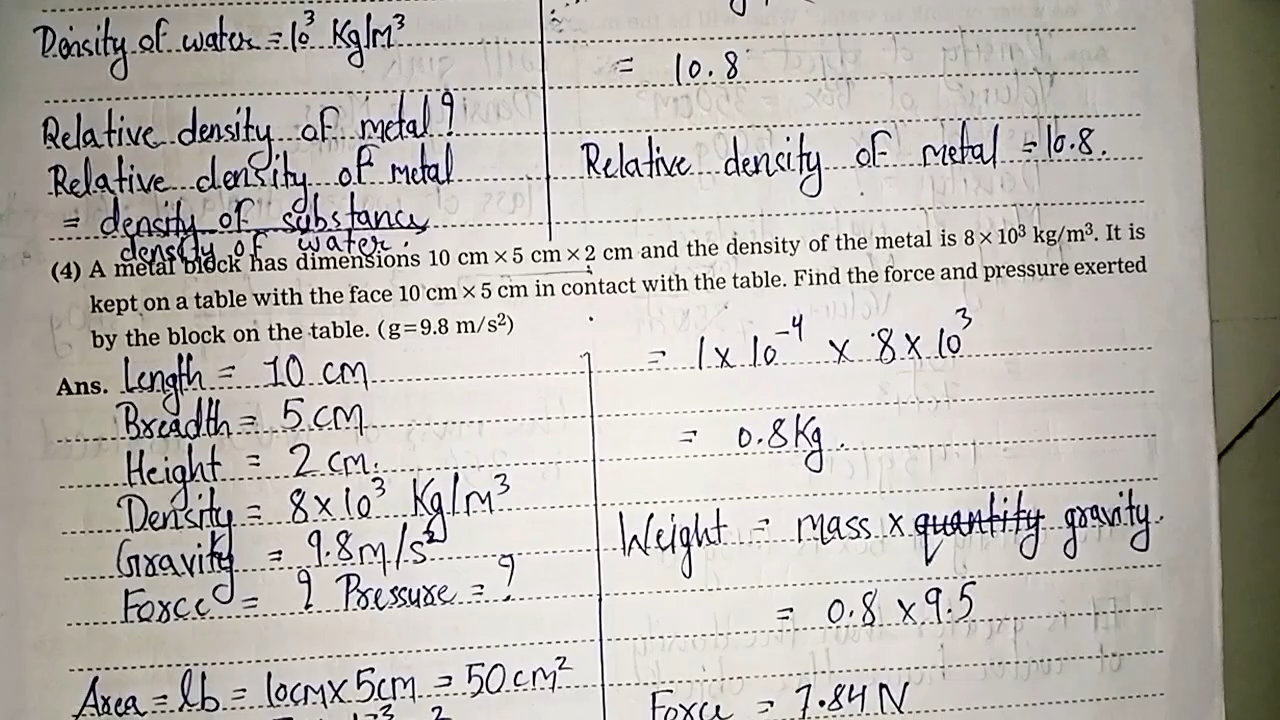 Density of water = 10³ Kg/m³
Relative density of metal?
Relative density of metal
= density of substance
density of water.
= 10.8
Relative density of metal = 10.8.
(4) A metal block has dimensions 10 cm × 5 cm × 2 cm and the density of the metal is 8 × 10³ kg/m³. It is
kept on a table with the face 10 cm × 5 cm in contact with the table. Find the force and pressure exerted
by the block on the table. (g=9.8 m/s²)
Ans. Length = 10 cm
Breadth = 5 cm
Height = 2 cm.
Density = 8×10³ Kg/m³
Gravity = 9.8m/s²
Force = ? Pressure = ?
Area = lb = 10cm× 5cm = 50 cm²
= 1 × 10⁻⁴ × 8 × 10³
= 0.8 Kg.
Weight = mass × quantity gravity.
= 0.8 × 9.5
Force = 7.84 N